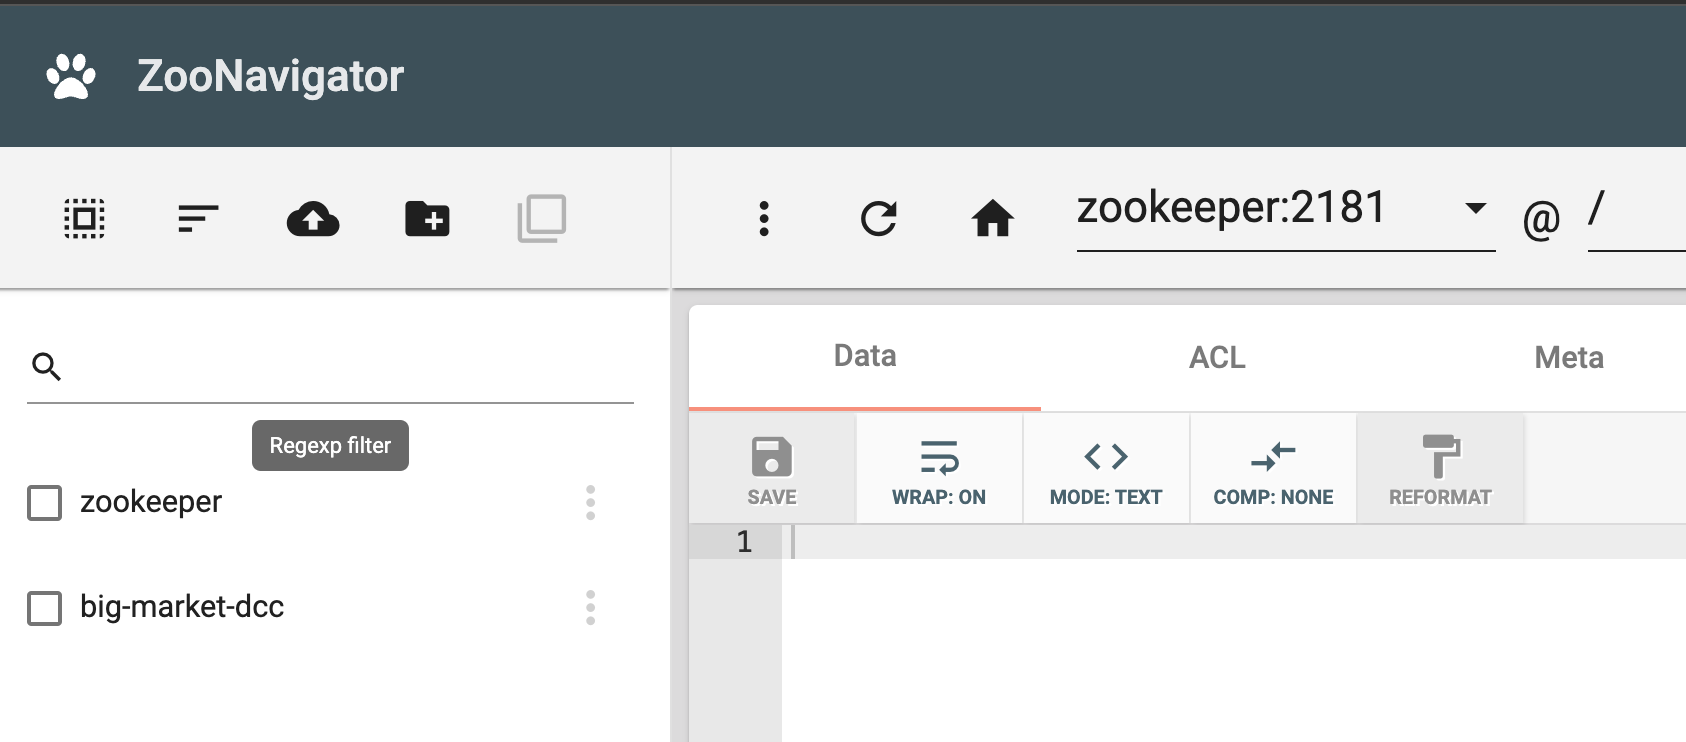 ZooNavigator
zookeeper:2181
@ /
Regexp filter
zookeeper
big-market-dcc
Data ACL Meta
SAVE WRAP: ON MODE: TEXT COMP: NONE REFORMAT
1